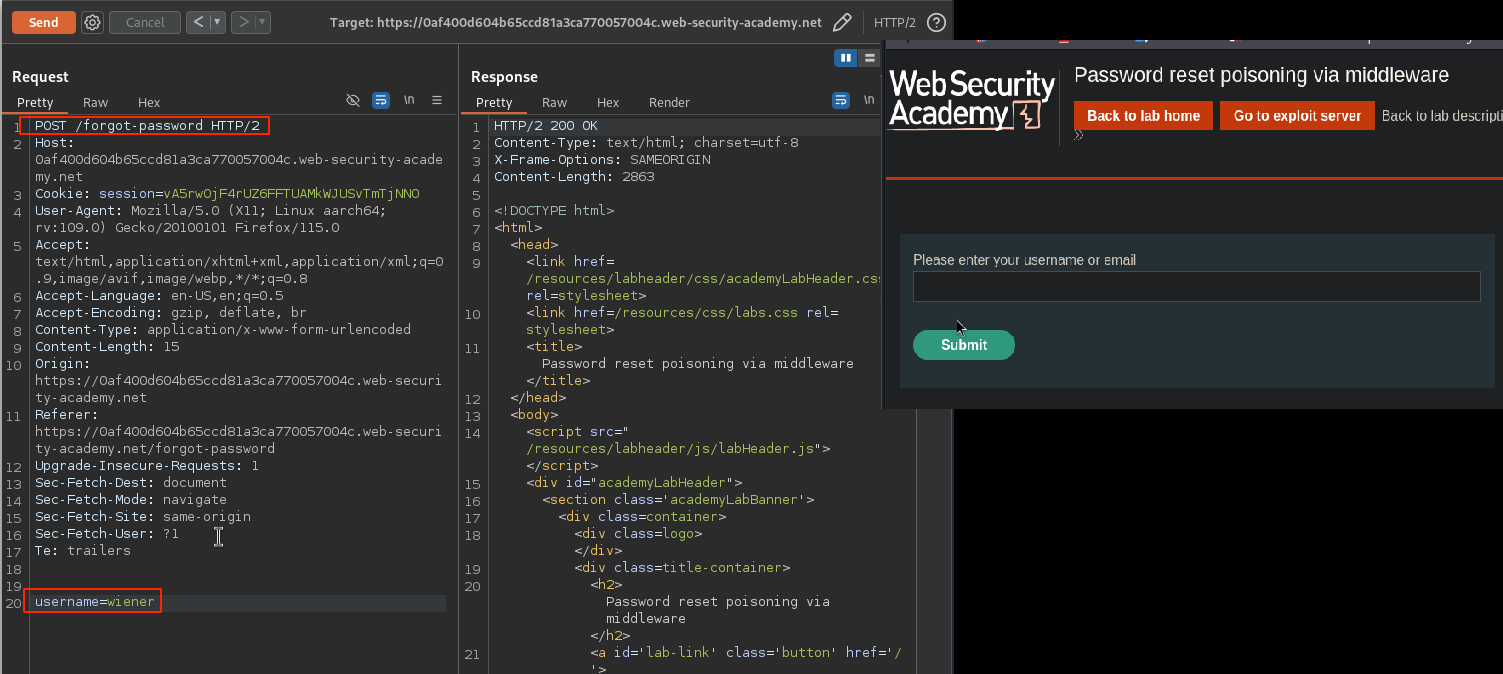 Send
Cancel
< ▾
> ▾
Target: https://0af400d604b65ccd81a3ca770057004c.web-security-academy.net
HTTP/2
?
Request
Pretty
Raw
Hex
\n
1 POST /forgot-password HTTP/2
2 Host:
0af400d604b65ccd81a3ca770057004c.web-security-acade
my.net
3 Cookie: session=vA5rwOjF4rUZ6FFTUAMkWJUSvTmTjNNO
4 User-Agent: Mozilla/5.0 (X11; Linux aarch64;
rv:109.0) Gecko/20100101 Firefox/115.0
5 Accept:
text/html,application/xhtml+xml,application/xml;q=0
.9,image/avif,image/webp,*/*;q=0.8
6 Accept-Language: en-US,en;q=0.5
7 Accept-Encoding: gzip, deflate, br
8 Content-Type: application/x-www-form-urlencoded
9 Content-Length: 15
10 Origin:
https://0af400d604b65ccd81a3ca770057004c.web-securi
ty-academy.net
11 Referer:
https://0af400d604b65ccd81a3ca770057004c.web-securi
ty-academy.net/forgot-password
12 Upgrade-Insecure-Requests: 1
13 Sec-Fetch-Dest: document
14 Sec-Fetch-Mode: navigate
15 Sec-Fetch-Site: same-origin
16 Sec-Fetch-User: ?1
17 Te: trailers
18
19
20 username=wiener
Response
Pretty
Raw
Hex
Render
\n
1 HTTP/2 200 OK
2 Content-Type: text/html; charset=utf-8
3 X-Frame-Options: SAMEORIGIN
4 Content-Length: 2863
5
6 <!DOCTYPE html>
7 <html>
8 <head>
9 <link href=
/resources/labheader/css/academyLabHeader.css
rel=stylesheet>
10 <link href=/resources/css/labs.css rel=
stylesheet>
11 <title>
Password reset poisoning via middleware
</title>
12 </head>
13 <body>
14 <script src="
/resources/labheader/js/labHeader.js">
</script>
15 <div id="academyLabHeader">
16 <section class='academyLabBanner'>
17 <div class=container>
18 <div class=logo>
</div>
19 <div class=title-container>
20 <h2>
Password reset poisoning via
middleware
</h2>
21 <a id='lab-link' class='button' href='/
'>
Web Security
Academy
Password reset poisoning via middleware
Back to lab home
Go to exploit server
Back to lab descripti
Please enter your username or email
Submit